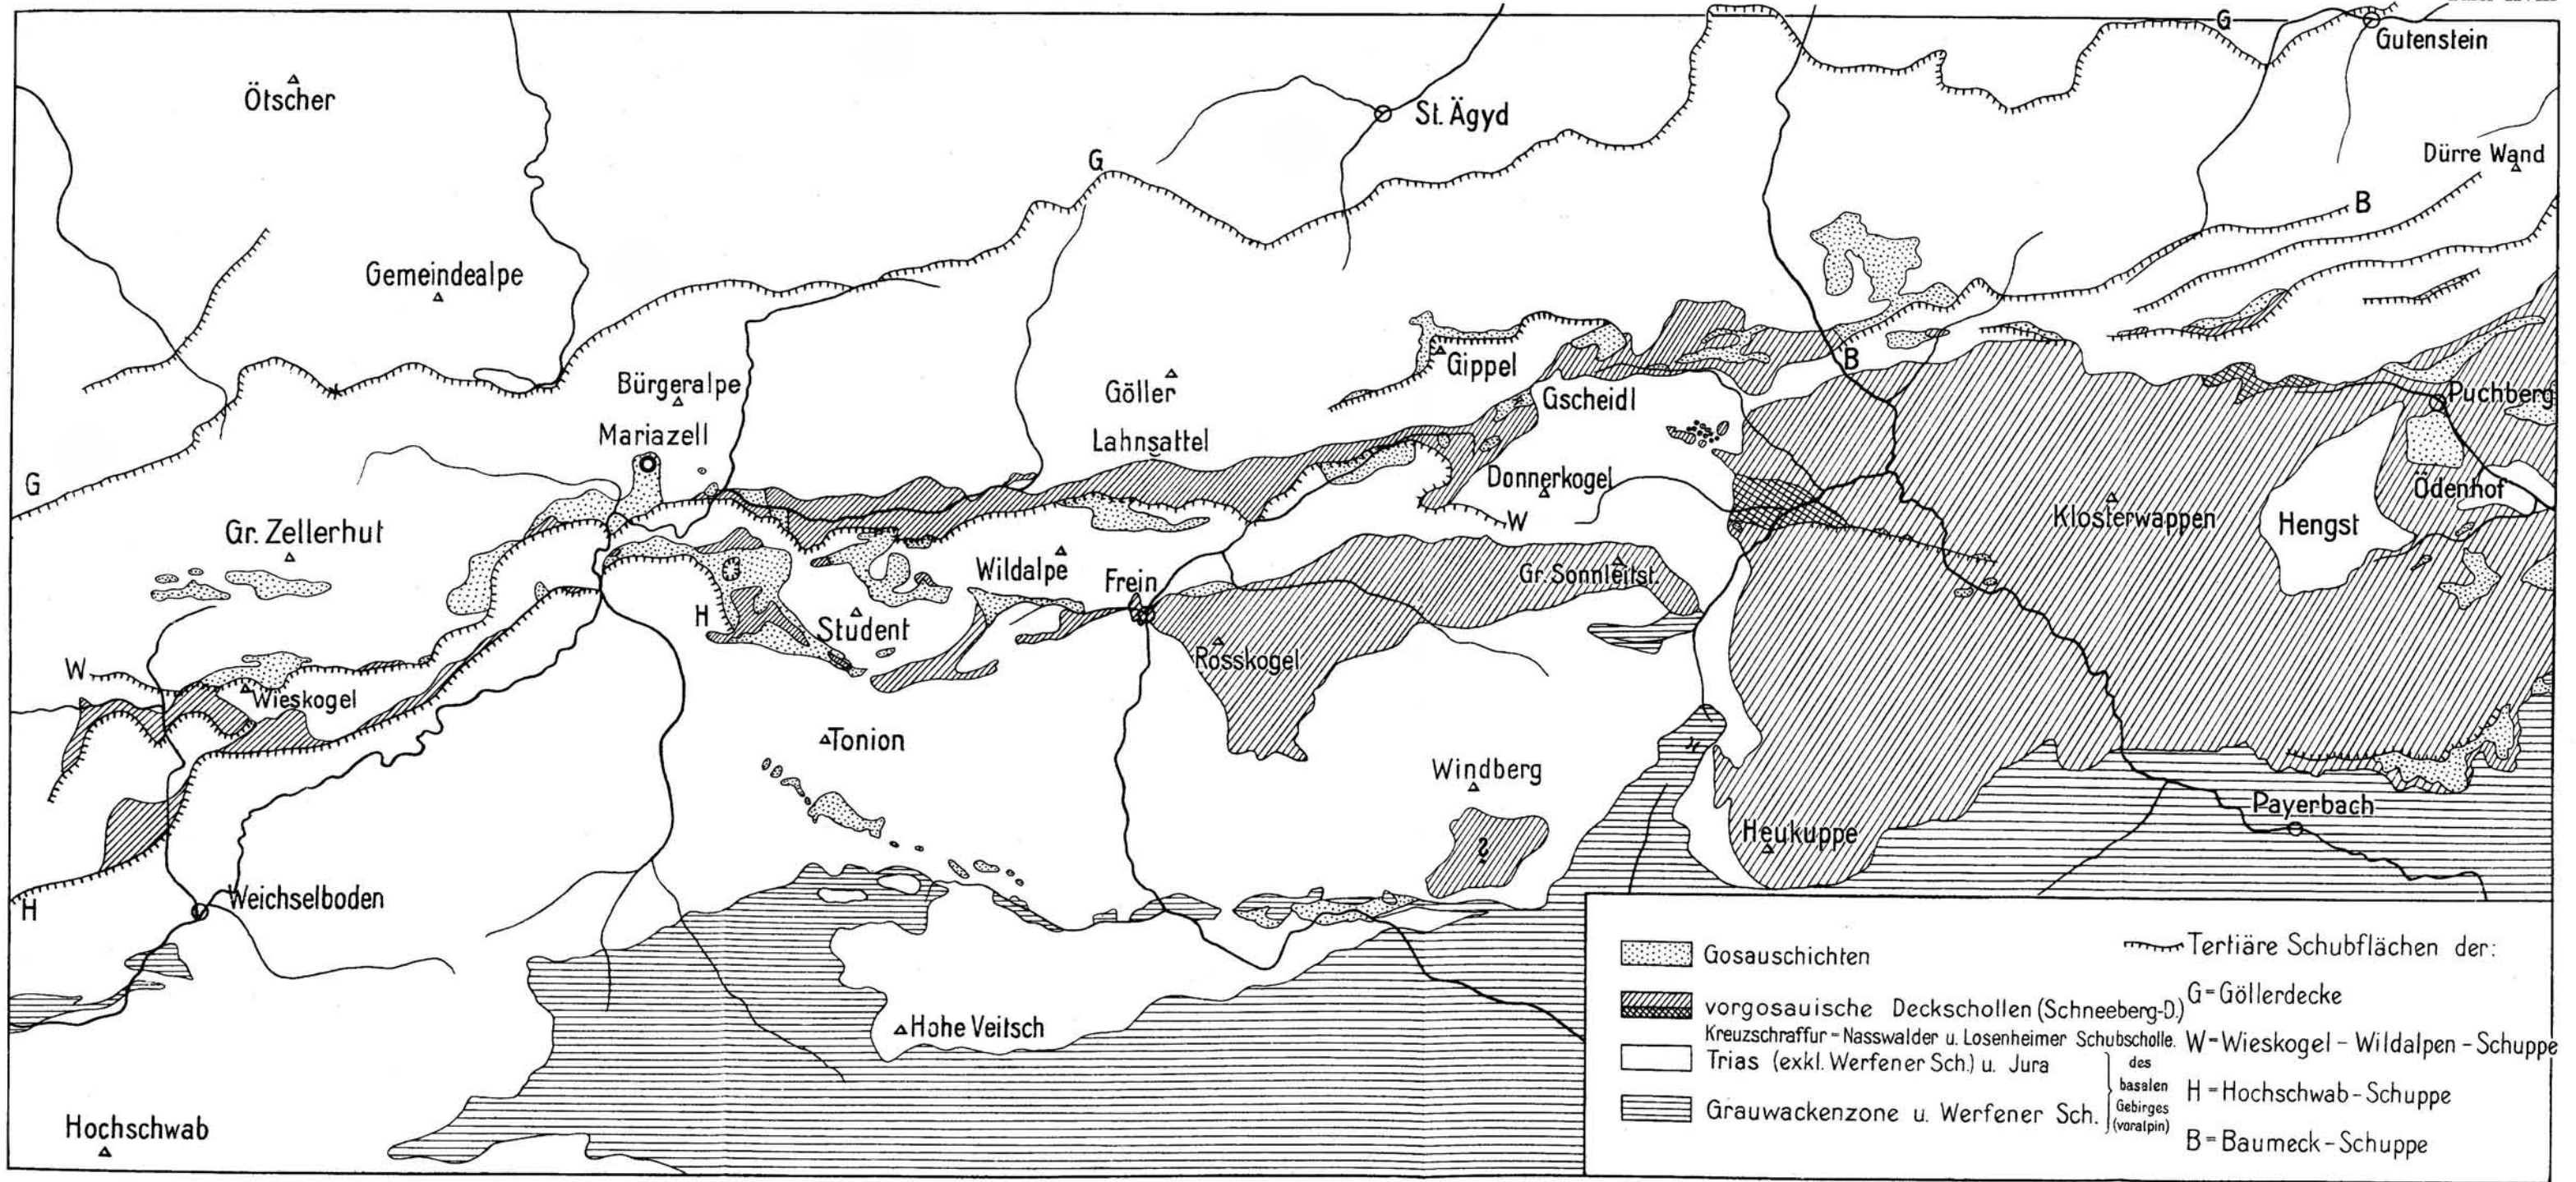 G
Gutenstein
Ötscher
St. Ägyd
Dürre Wand
G
B
Gemeindealpe
Gippel
B
Bürgeralpe
Göller
Gscheidl
Puchberg
Mariazell
Lahnsattel
G
Donnerkogel
Ödenhof
Gr. Zellerhut
W
Klosterwappen
Hengst
Wildalpe
Frein
Gr. Sonnleitst.
H
Student
W
Rosskogel
Wieskogel
Tonion
Windberg
Payerbach
Heukuppe
?
H
Weichselboden
Hohe Veitsch
Hochschwab
Gosauschichten
vorgosauische Deckschollen (Schneeberg-D.)
Kreuzschraffur = Nasswalder u. Losenheimer Schubscholle.
Trias (exkl. Werfener Sch.) u. Jura
Grauwackenzone u. Werfener Sch.
des
basalen
Gebirges
(voralpin)
Tertiäre Schubflächen der:
G = Göllerdecke
W = Wieskogel - Wildalpen - Schuppe
H = Hochschwab - Schuppe
B = Baumeck - Schuppe